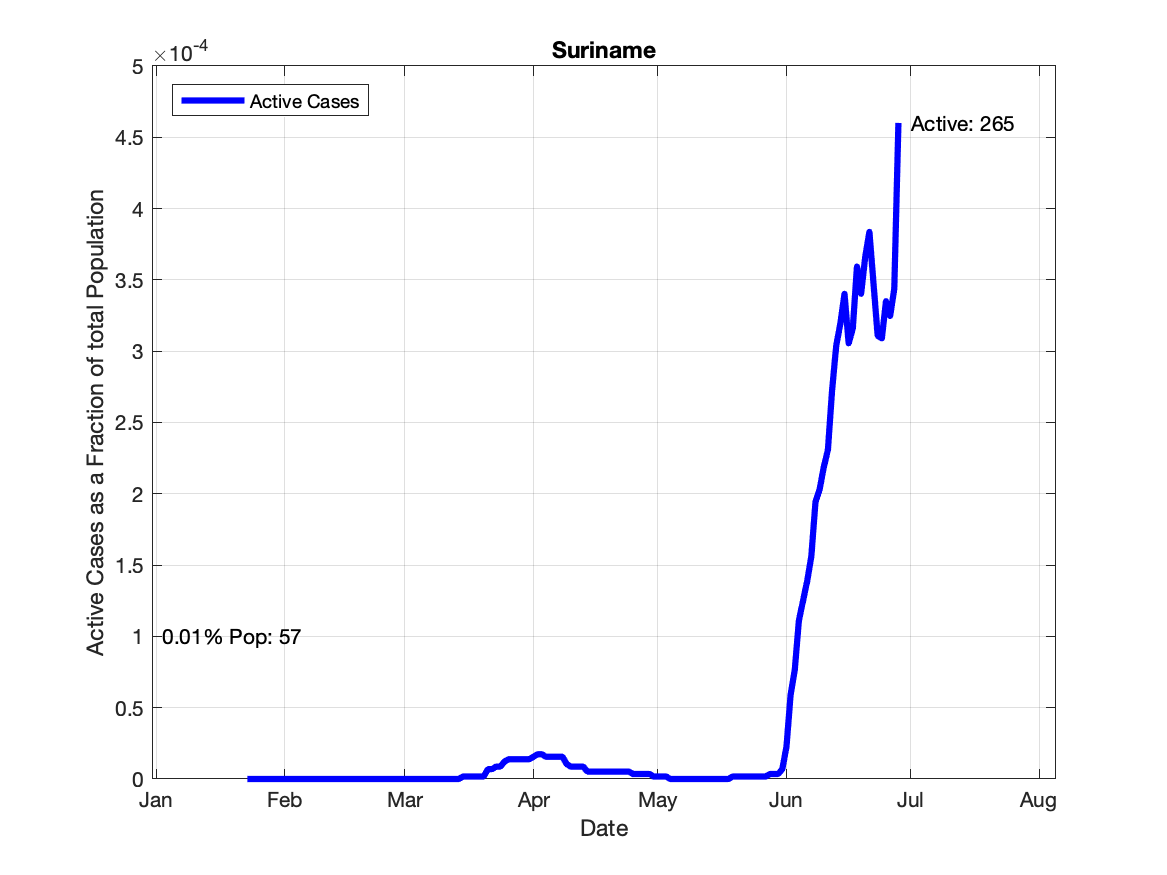 Suriname
×10⁻⁴
5
4.5
4
3.5
3
2.5
2
1.5
1
0.5
0
Active Cases as a Fraction of total Population
Active Cases
Active: 265
0.01% Pop: 57
Jan Feb Mar Apr May Jun Jul Aug
Date